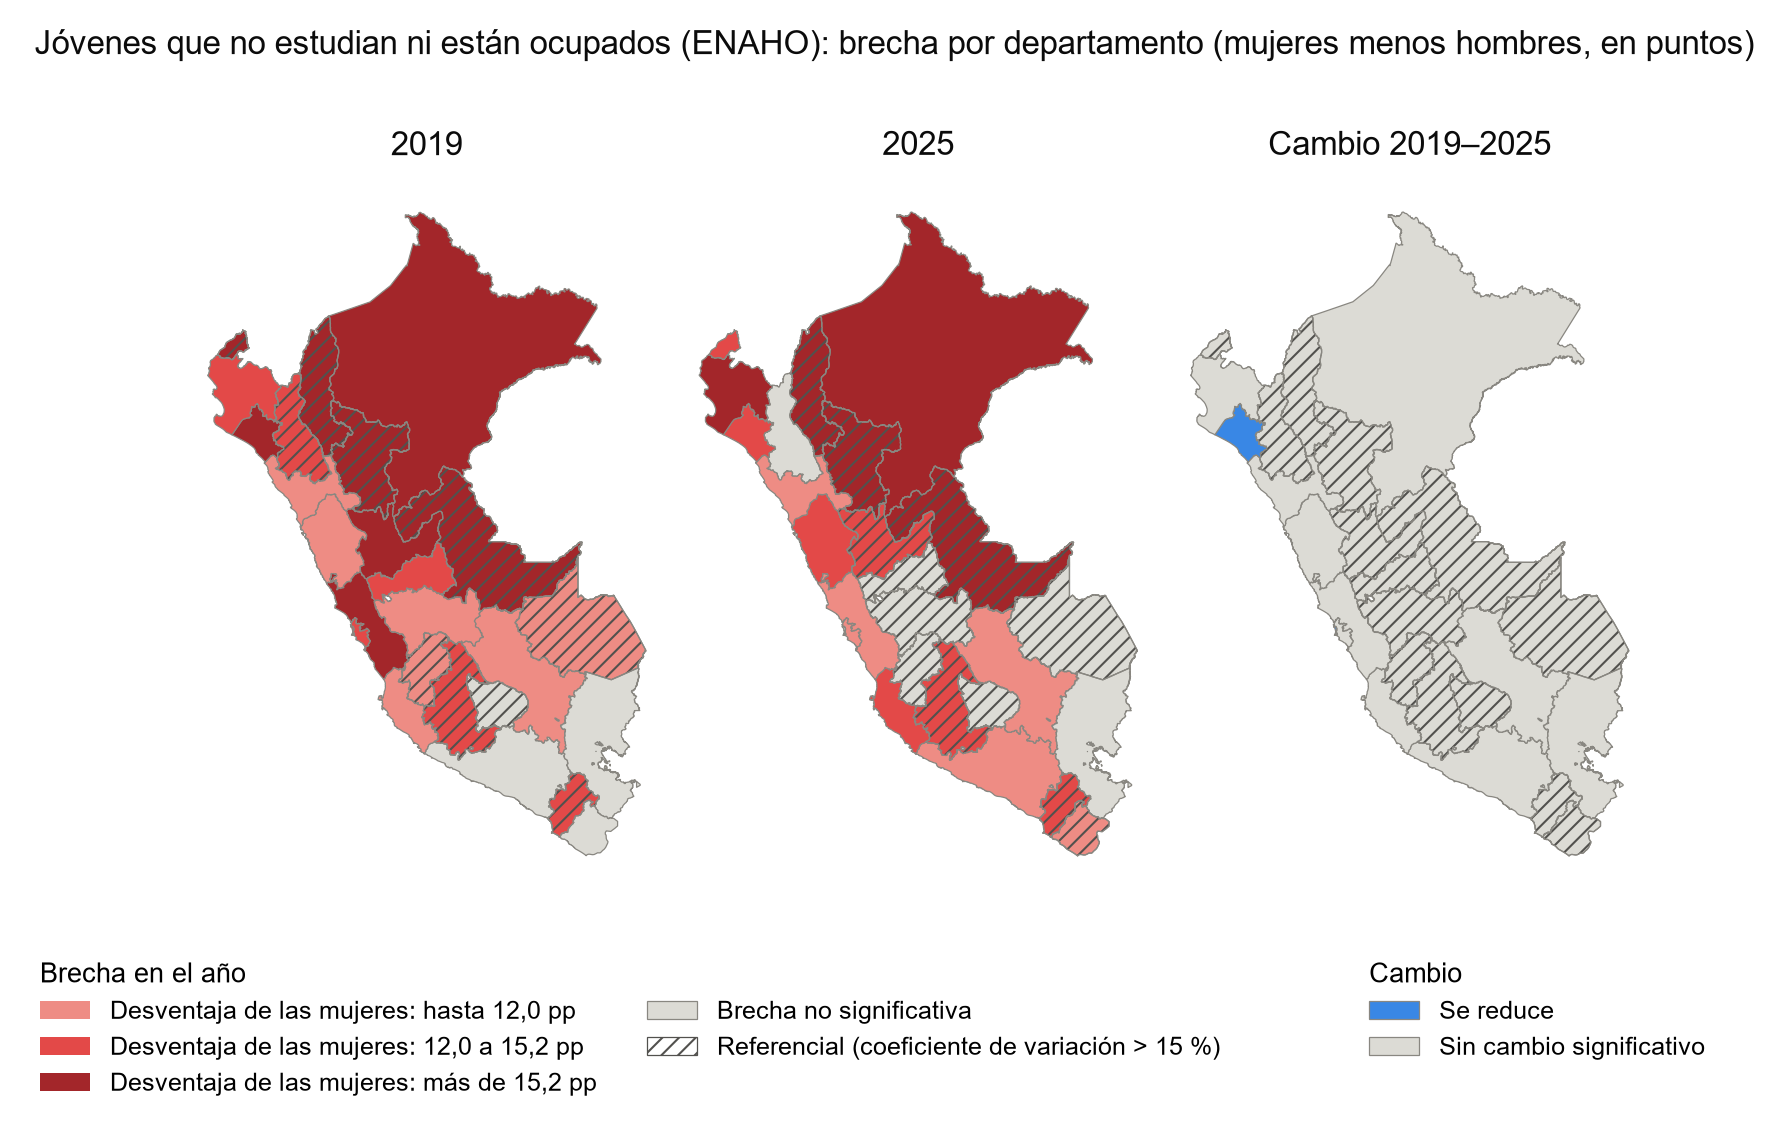 Jóvenes que no estudian ni están ocupados (ENAHO): brecha por departamento (mujeres menos hombres, en puntos)
2019
2025
Cambio 2019–2025
Brecha en el año
Desventaja de las mujeres: hasta 12,0 pp
Desventaja de las mujeres: 12,0 a 15,2 pp
Desventaja de las mujeres: más de 15,2 pp
Brecha no significativa
Referencial (coeficiente de variación > 15 %)
Cambio
Se reduce
Sin cambio significativo